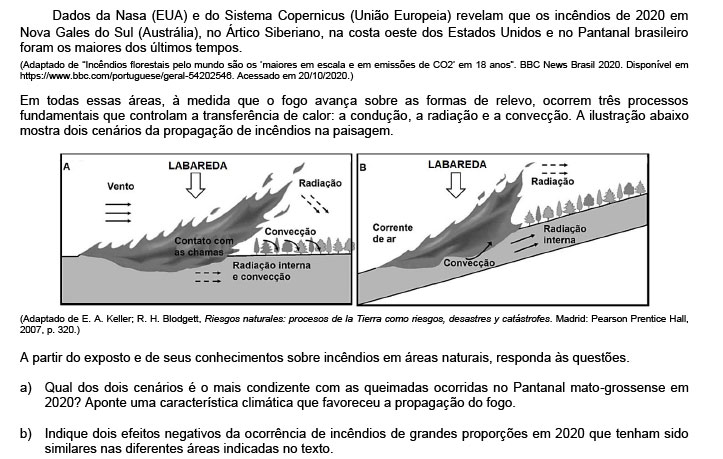 Dados da Nasa (EUA) e do Sistema Copernicus (União Europeia) revelam que os incêndios de 2020 em
Nova Gales do Sul (Austrália), no Ártico Siberiano, na costa oeste dos Estados Unidos e no Pantanal brasileiro
foram os maiores dos últimos tempos.
(Adaptado de "Incêndios florestais pelo mundo são os 'maiores em escala e em emissões de CO2' em 18 anos". BBC News Brasil 2020. Disponível em
https://www.bbc.com/portuguese/geral-54202546. Acessado em 20/10/2020.)
Em todas essas áreas, à medida que o fogo avança sobre as formas de relevo, ocorrem três processos
fundamentais que controlam a transferência de calor: a condução, a radiação e a convecção. A ilustração abaixo
mostra dois cenários da propagação de incêndios na paisagem.
A
LABAREDA
Vento
Radiação
Convecção
Contato com
as chamas
Radiação interna
e convecção
B
LABAREDA
Radiação
Corrente
de ar
Radiação
interna
Convecção
(Adaptado de E. A. Keller; R. H. Blodgett, Riesgos naturales: procesos de la Tierra como riesgos, desastres y catástrofes. Madrid: Pearson Prentice Hall,
2007, p. 320.)
A partir do exposto e de seus conhecimentos sobre incêndios em áreas naturais, responda às questões.
a) Qual dos dois cenários é o mais condizente com as queimadas ocorridas no Pantanal mato-grossense em
2020? Aponte uma característica climática que favoreceu a propagação do fogo.
b) Indique dois efeitos negativos da ocorrência de incêndios de grandes proporções em 2020 que tenham sido
similares nas diferentes áreas indicadas no texto.